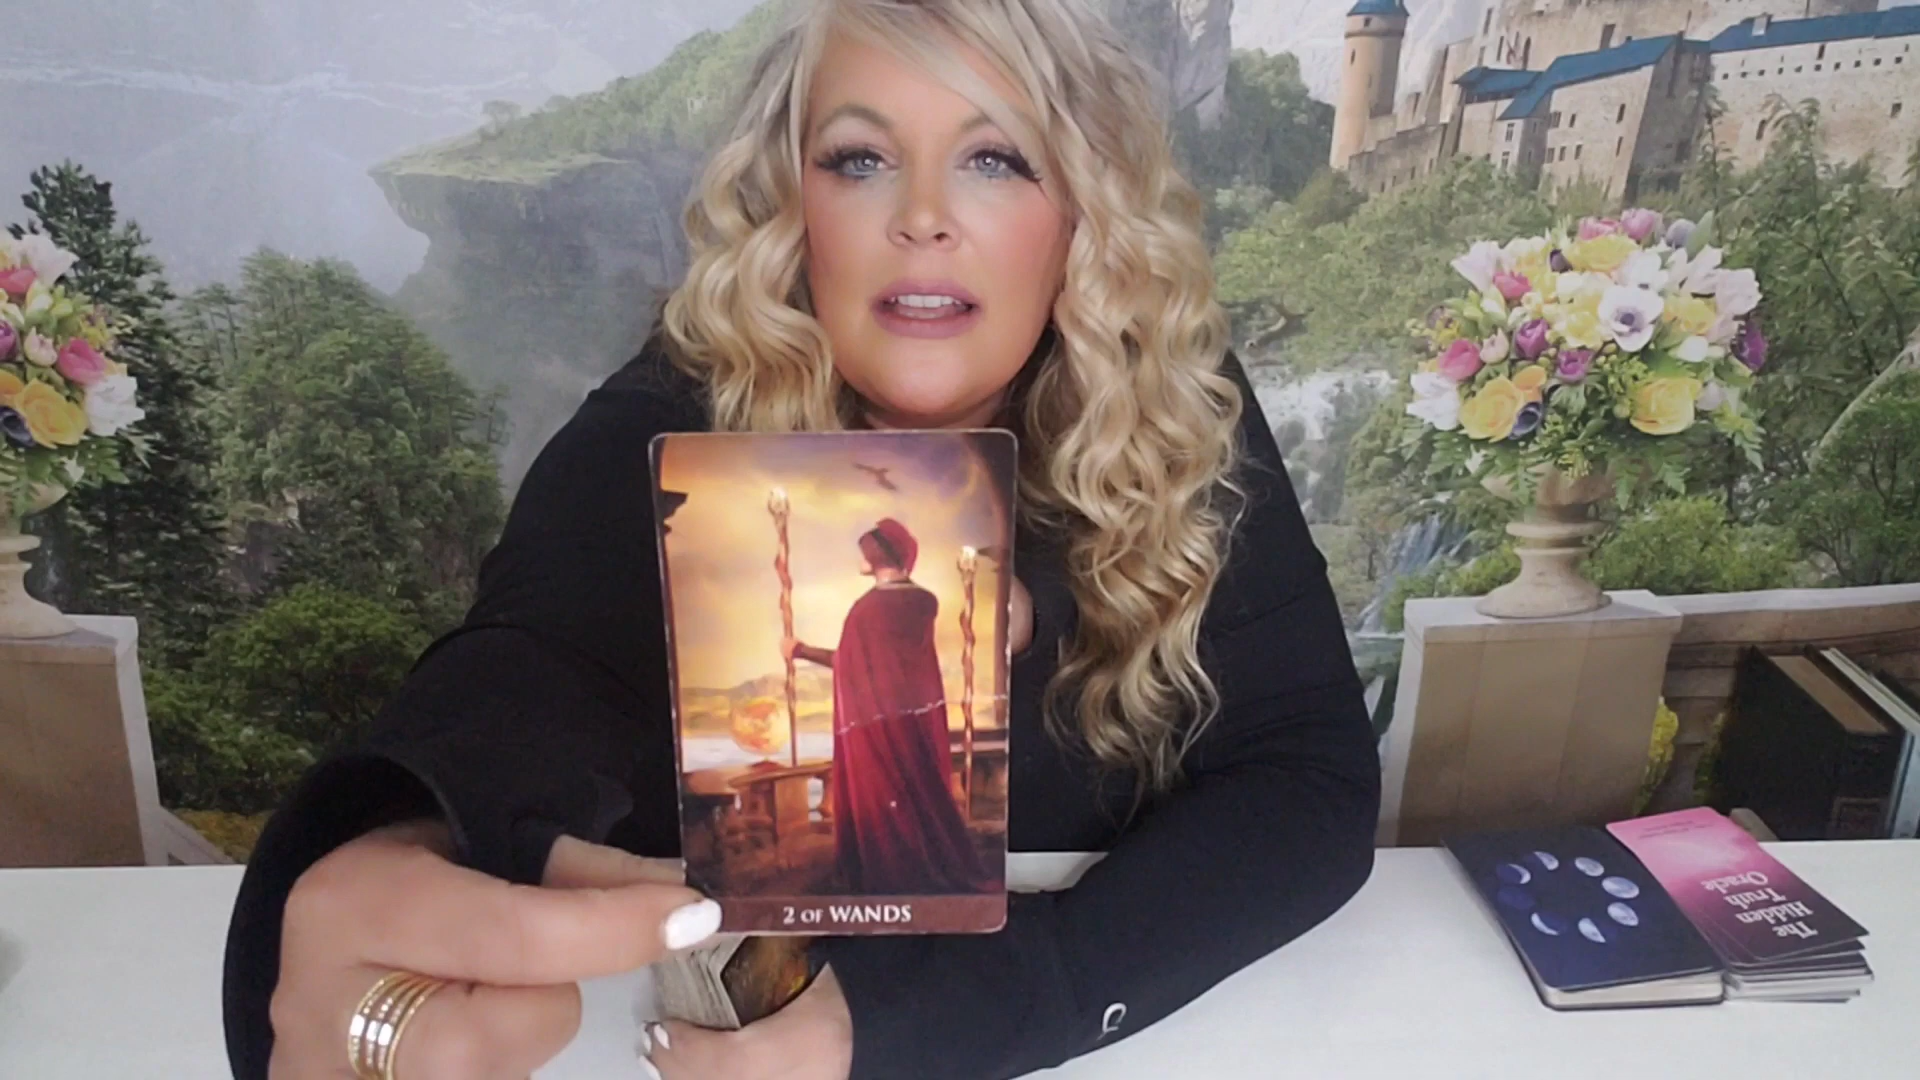 2 OF WANDS
The
Hidden
Truth
Oracle